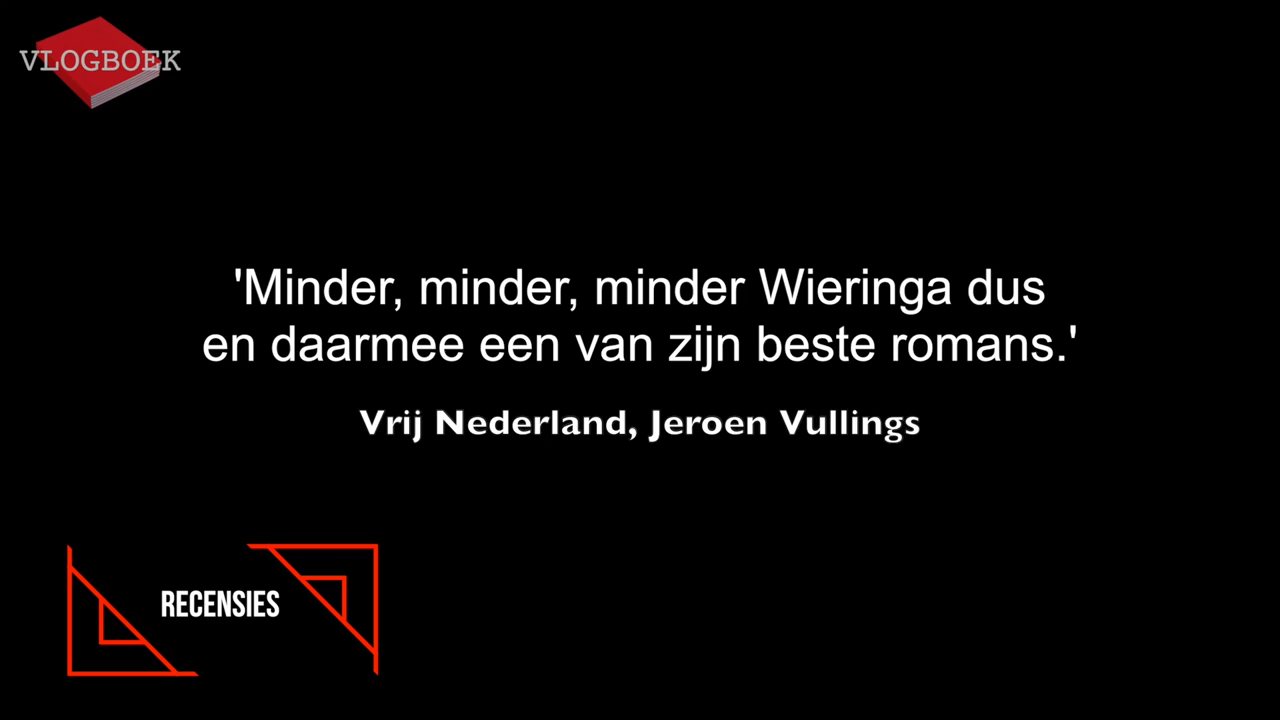 VLOGBOEK
'Minder, minder, minder Wieringa dus
en daarmee een van zijn beste romans.'
Vrij Nederland, Jeroen Vullings
RECENSIES